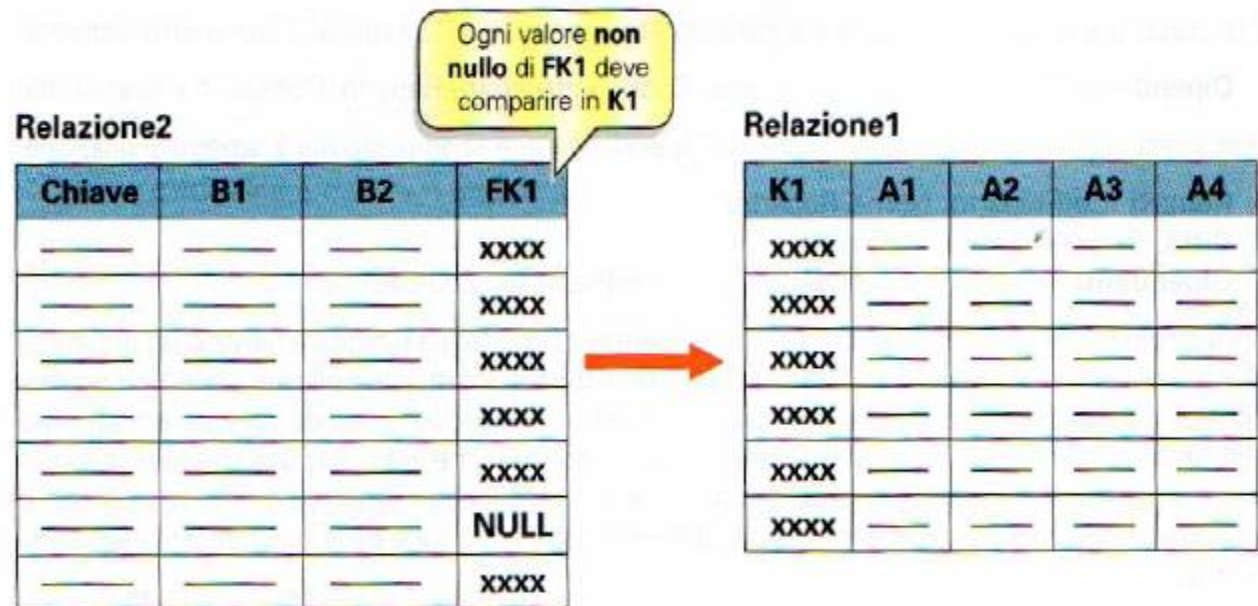 Ogni valore non
nullo di FK1 deve
comparire in K1
Relazione2
Chiave B1 B2 FK1
xxxx
xxxx
xxxx
xxxx
xxxx
NULL
xxxx
Relazione1
K1 A1 A2 A3 A4
xxxx
xxxx
xxxx
xxxx
xxxx
xxxx